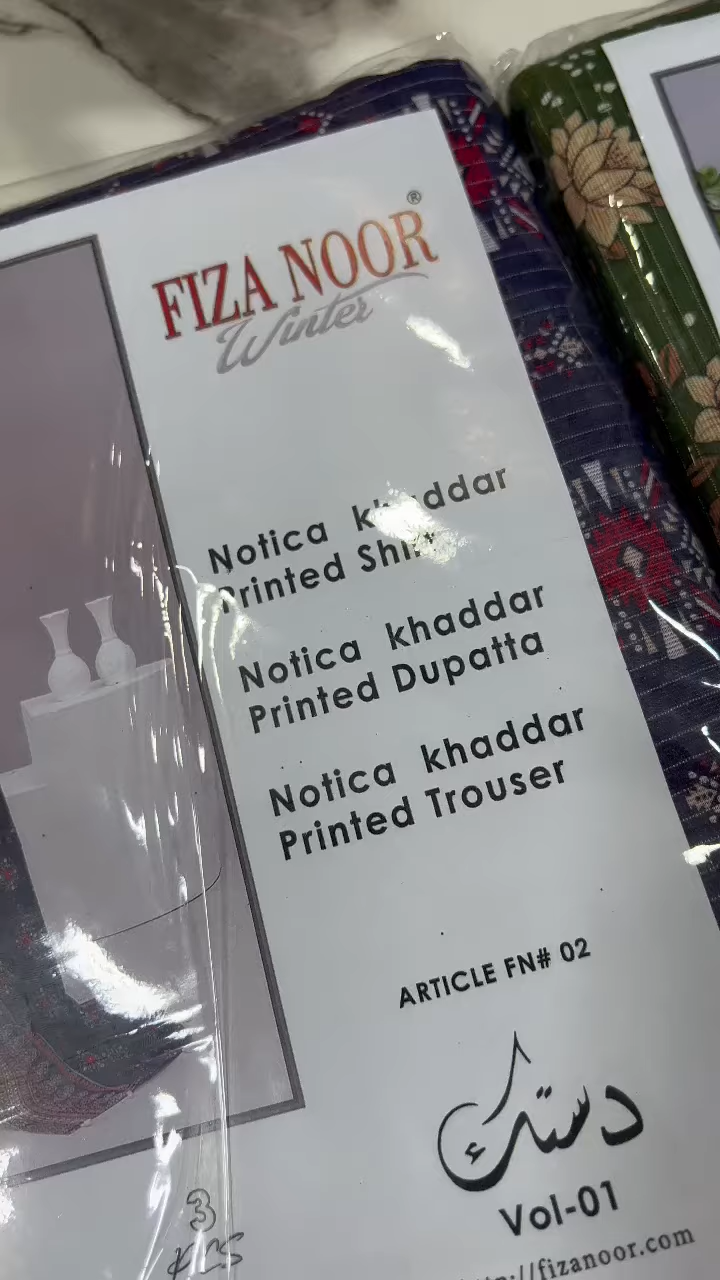 FIZA NOOR®
Winter
Notica khaddar
Printed Shirt
Notica khaddar
Printed Dupatta
Notica khaddar
Printed Trouser
ARTICLE FN# 02
دستک
Vol-01
http://fizanoor.com
3